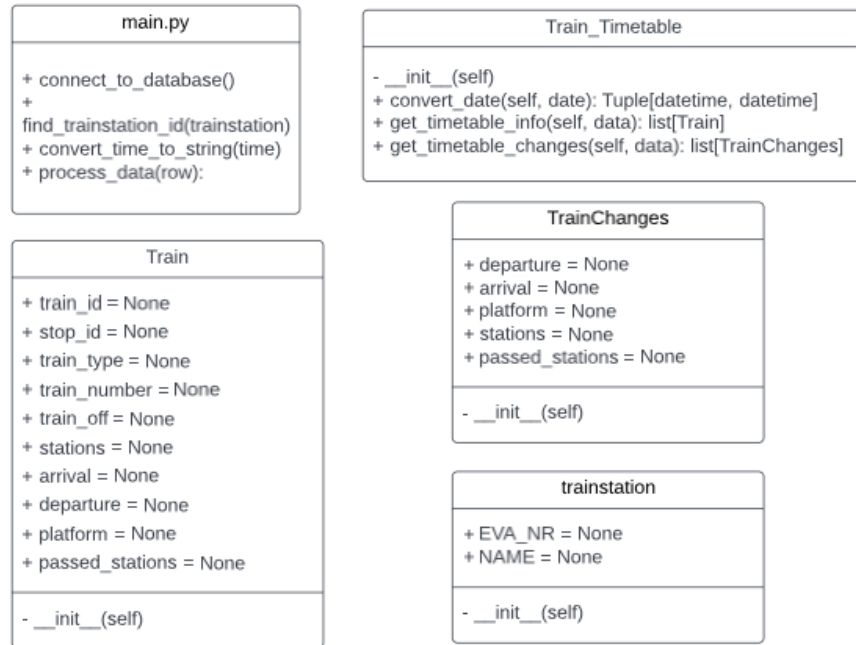 main.py
+ connect_to_database()
+
find_trainstation_id(trainstation)
+ convert_time_to_string(time)
+ process_data(row):
Train_Timetable
- __init__(self)
+ convert_date(self, date): Tuple[datetime, datetime]
+ get_timetable_info(self, data): list[Train]
+ get_timetable_changes(self, data): list[TrainChanges]
Train
+ train_id = None
+ stop_id = None
+ train_type = None
+ train_number = None
+ train_off = None
+ stations = None
+ arrival = None
+ departure = None
+ platform = None
+ passed_stations = None
- __init__(self)
TrainChanges
+ departure = None
+ arrival = None
+ platform = None
+ stations = None
+ passed_stations = None
- __init__(self)
trainstation
+ EVA_NR = None
+ NAME = None
- __init__(self)